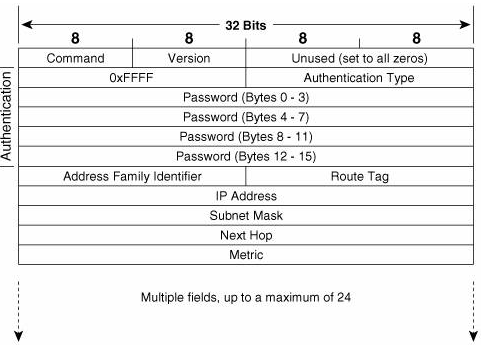 32 Bits
8 8 8 8
Command Version Unused (set to all zeros)
0xFFFF Authentication Type
Authentication
Password (Bytes 0 - 3)
Password (Bytes 4 - 7)
Password (Bytes 8 - 11)
Password (Bytes 12 - 15)
Address Family Identifier Route Tag
IP Address
Subnet Mask
Next Hop
Metric
Multiple fields, up to a maximum of 24